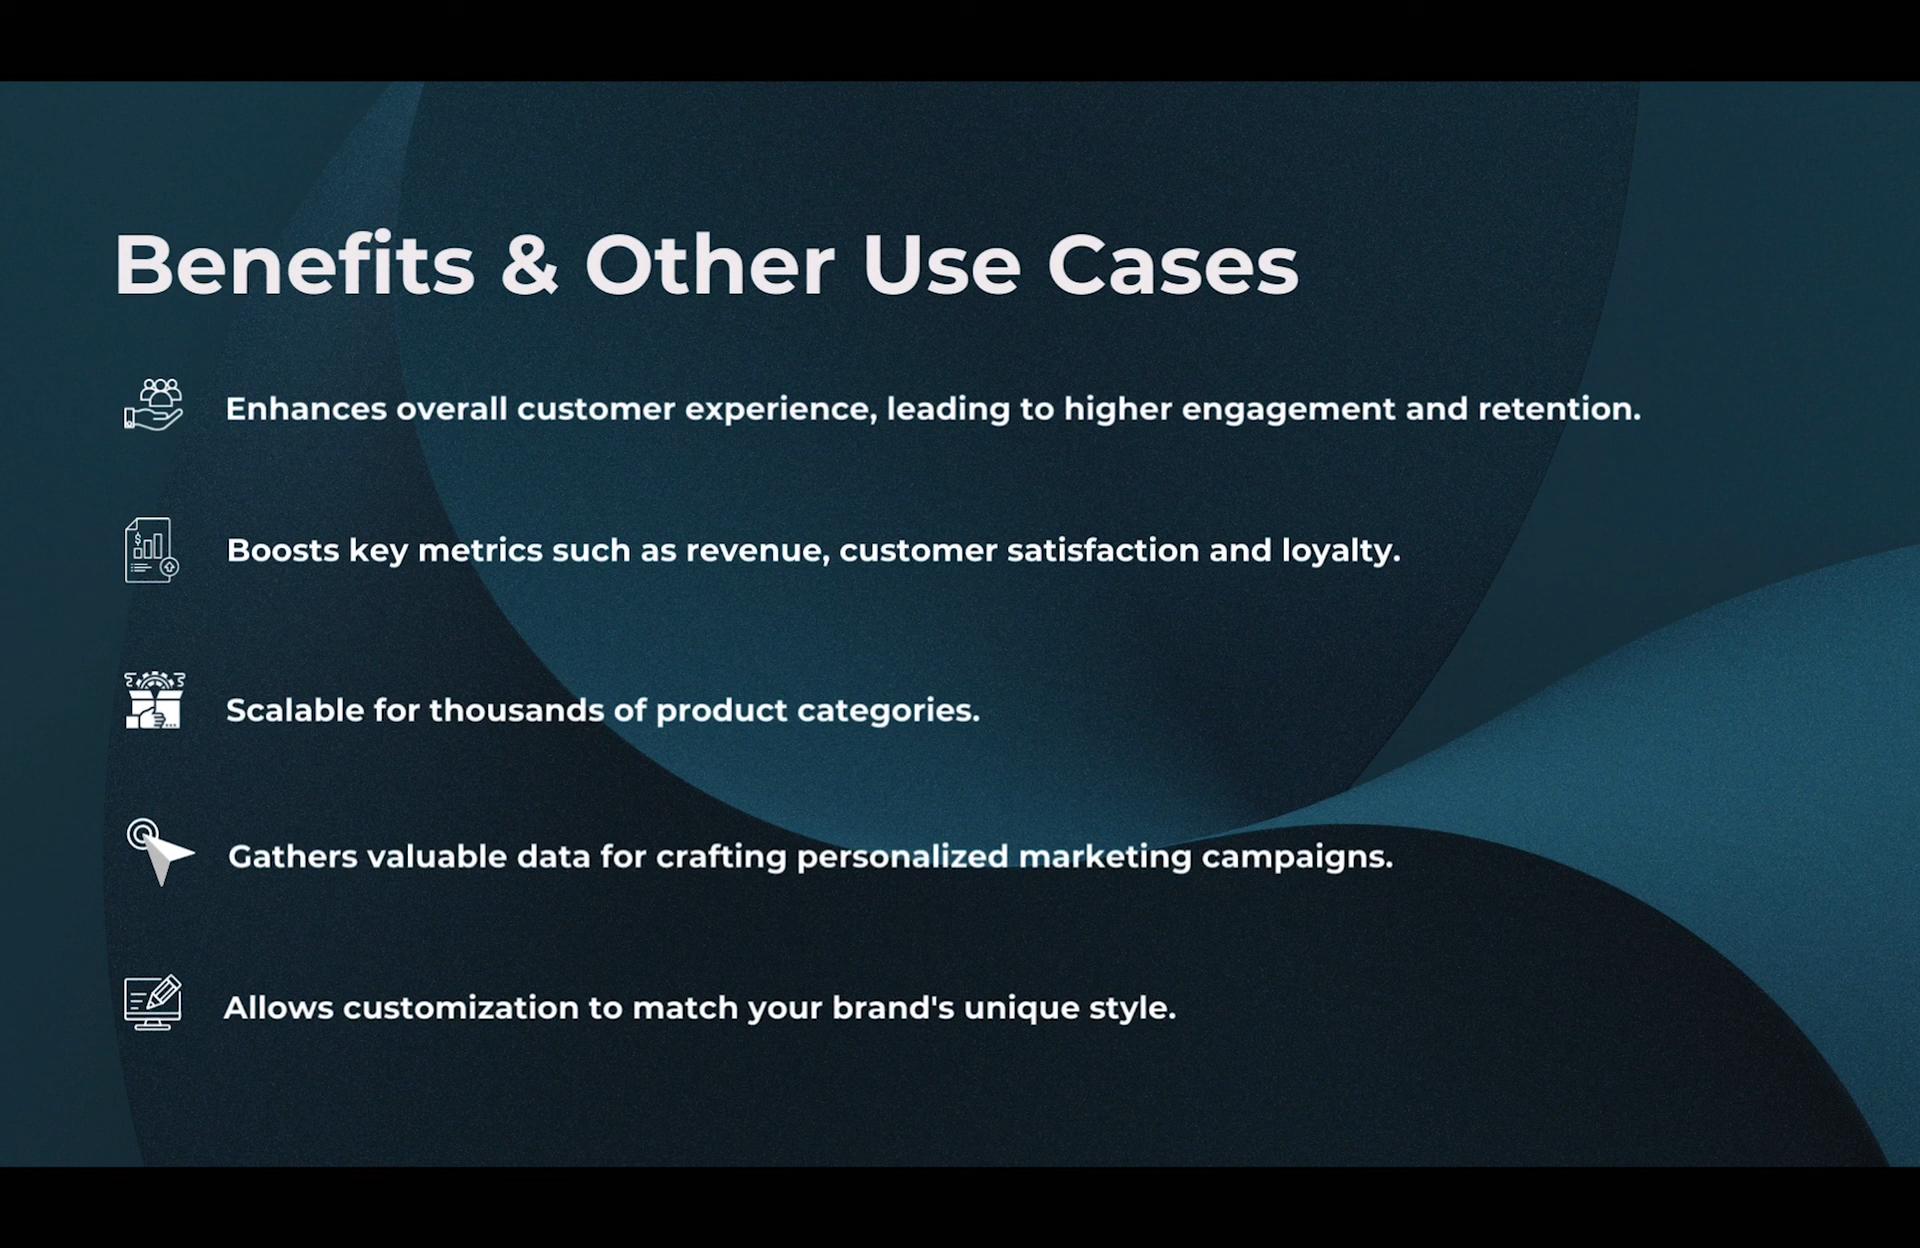 Benefits & Other Use Cases
Enhances overall customer experience, leading to higher engagement and retention.
Boosts key metrics such as revenue, customer satisfaction and loyalty.
Scalable for thousands of product categories.
Gathers valuable data for crafting personalized marketing campaigns.
Allows customization to match your brand's unique style.